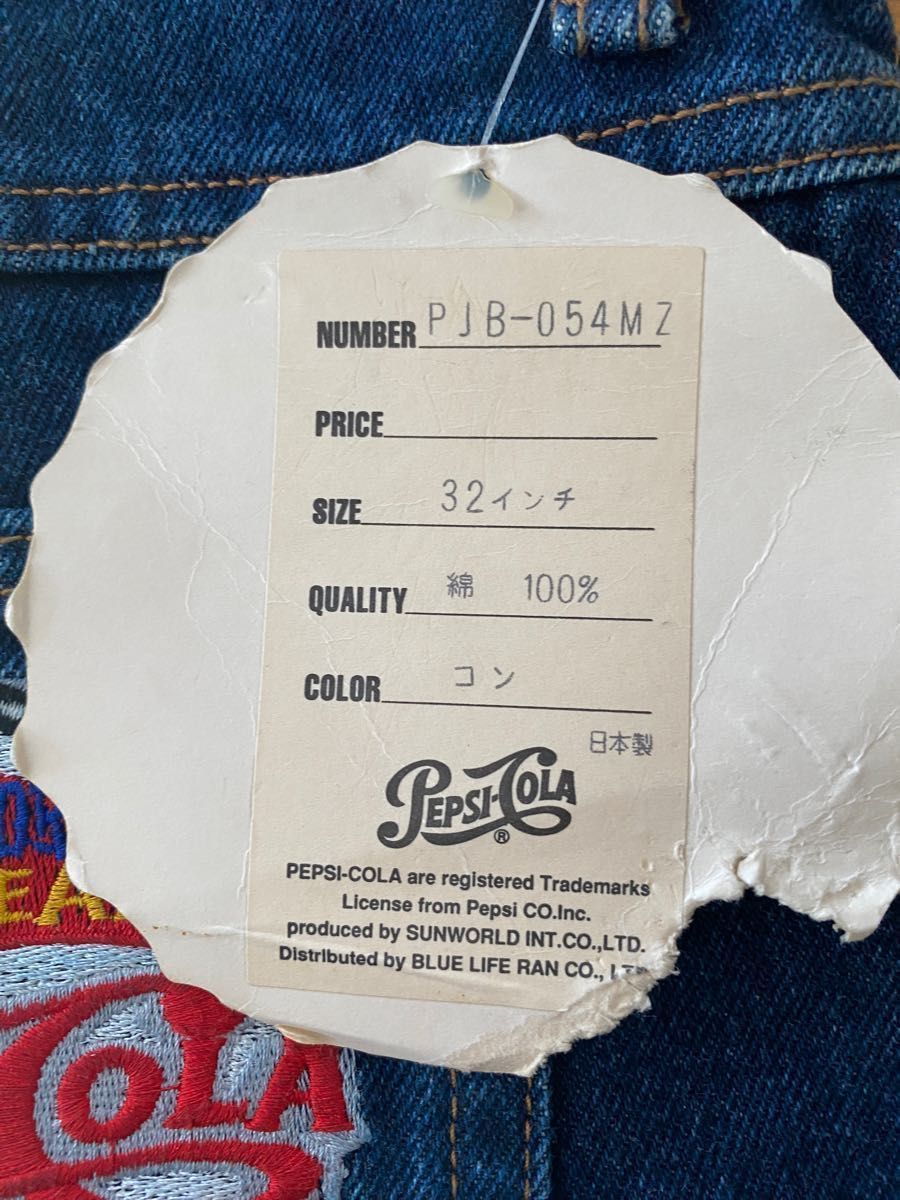 NUMBER PJB-054MZ
PRICE
SIZE 32インチ
QUALITY 綿 100%
COLOR コン
日本製
PEPSI-COLA
®
PEPSI-COLA are registered Trademarks
License from Pepsi CO.Inc.
produced by SUNWORLD INT.CO.,LTD.
Distributed by BLUE LIFE RAN CO., LTD.
COLA